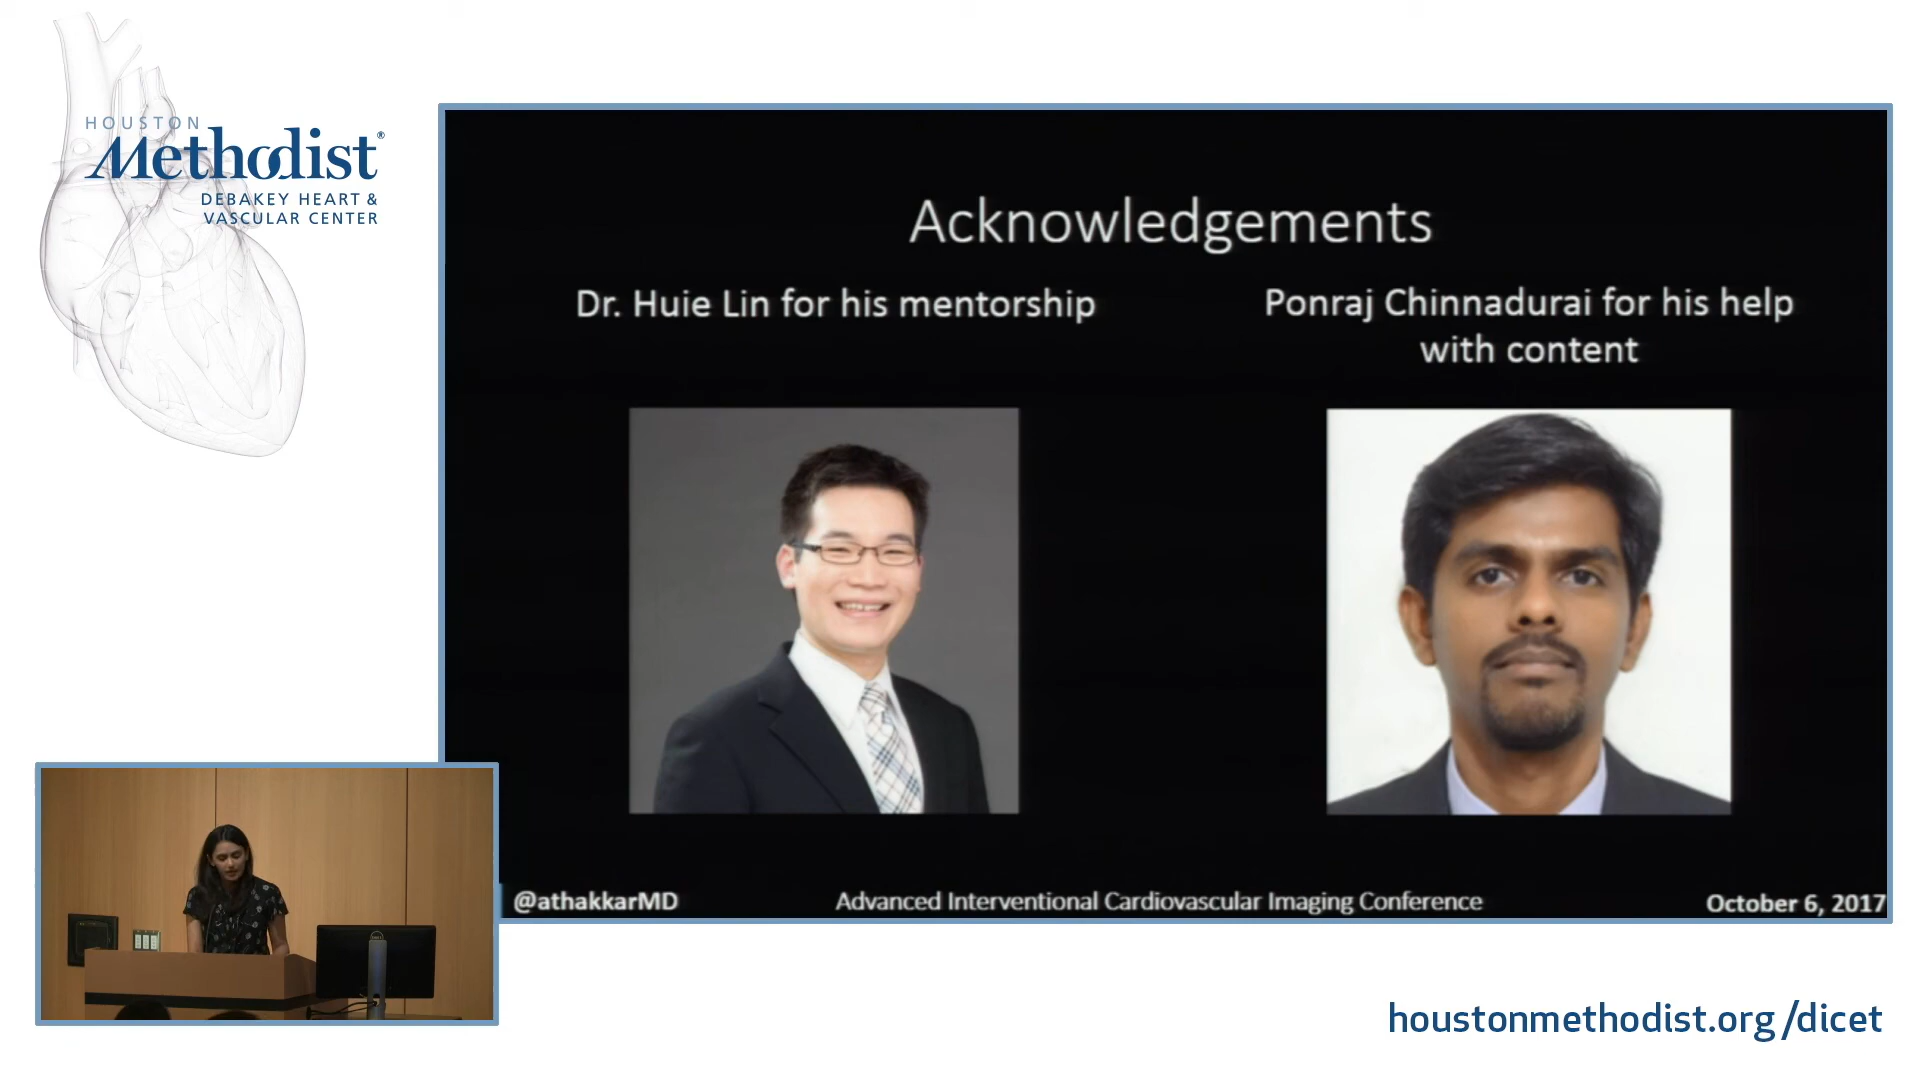 HOUSTON
Methodist®
DEBAKEY HEART &
VASCULAR CENTER
Acknowledgements
Dr. Huie Lin for his mentorship
Ponraj Chinnadurai for his help
with content
@athakkarMD
Advanced Interventional Cardiovascular Imaging Conference
October 6, 2017
houstonmethodist.org/dicet